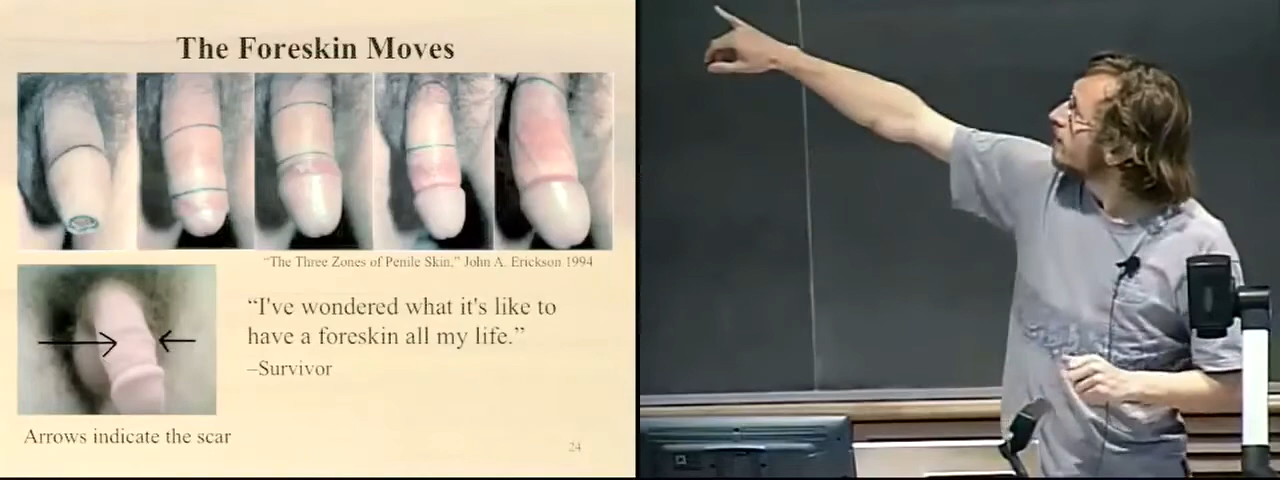 The Foreskin Moves
"The Three Zones of Penile Skin," John A. Erickson 1994
"I've wondered what it's like to
have a foreskin all my life."
–Survivor
Arrows indicate the scar
24